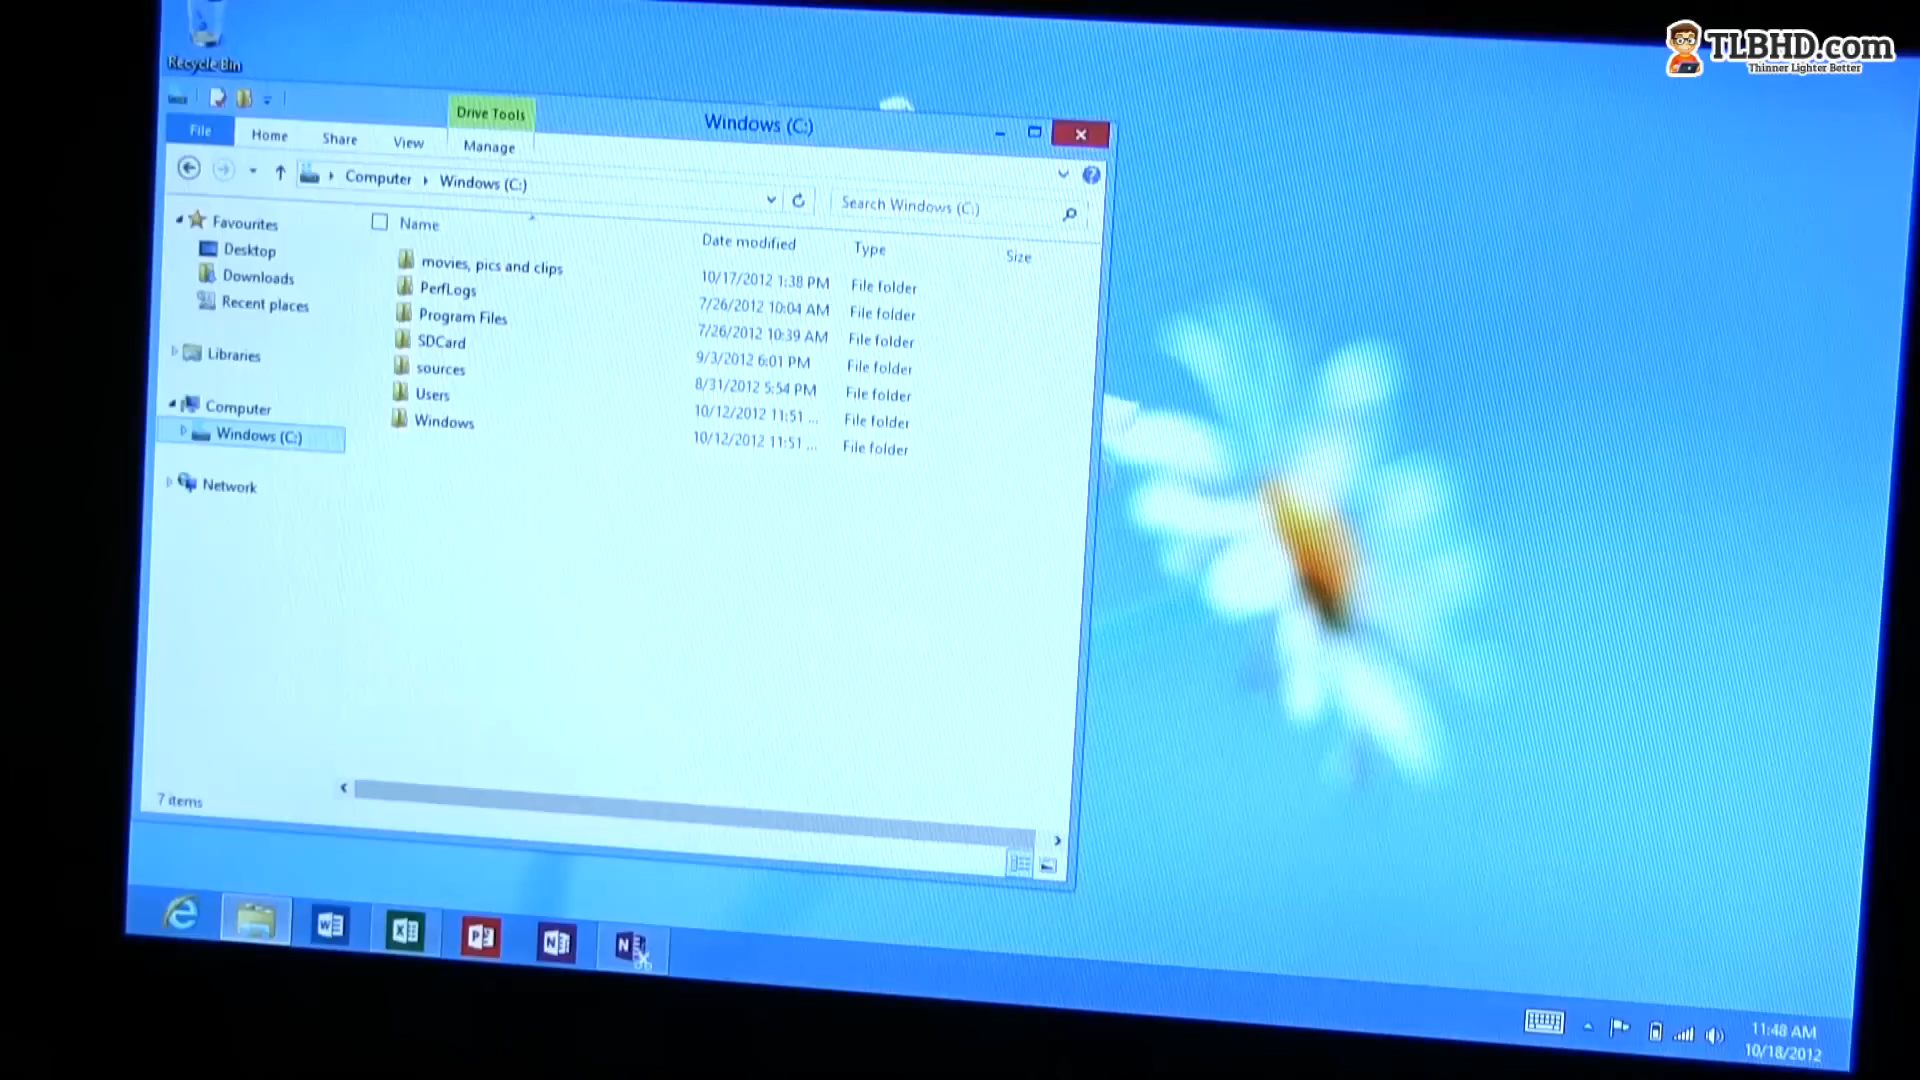 TLBHD.com
Thinner Lighter Better
Recycle Bin
Drive Tools
Windows (C:)
File
Home
Share
View
Manage
Computer
Windows (C:)
Search Windows (C:)
Favourites
Desktop
Downloads
Recent places
Libraries
Computer
Windows (C:)
Network
Name
Date modified
Type
Size
movies, pics and clips
10/17/2012 1:38 PM
File folder
PerfLogs
7/26/2012 10:04 AM
File folder
Program Files
7/26/2012 10:39 AM
File folder
SDCard
9/3/2012 6:01 PM
File folder
sources
8/31/2012 5:54 PM
File folder
Users
10/12/2012 11:51 ...
File folder
Windows
10/12/2012 11:51 ...
File folder
7 items
11:48 AM
10/18/2012